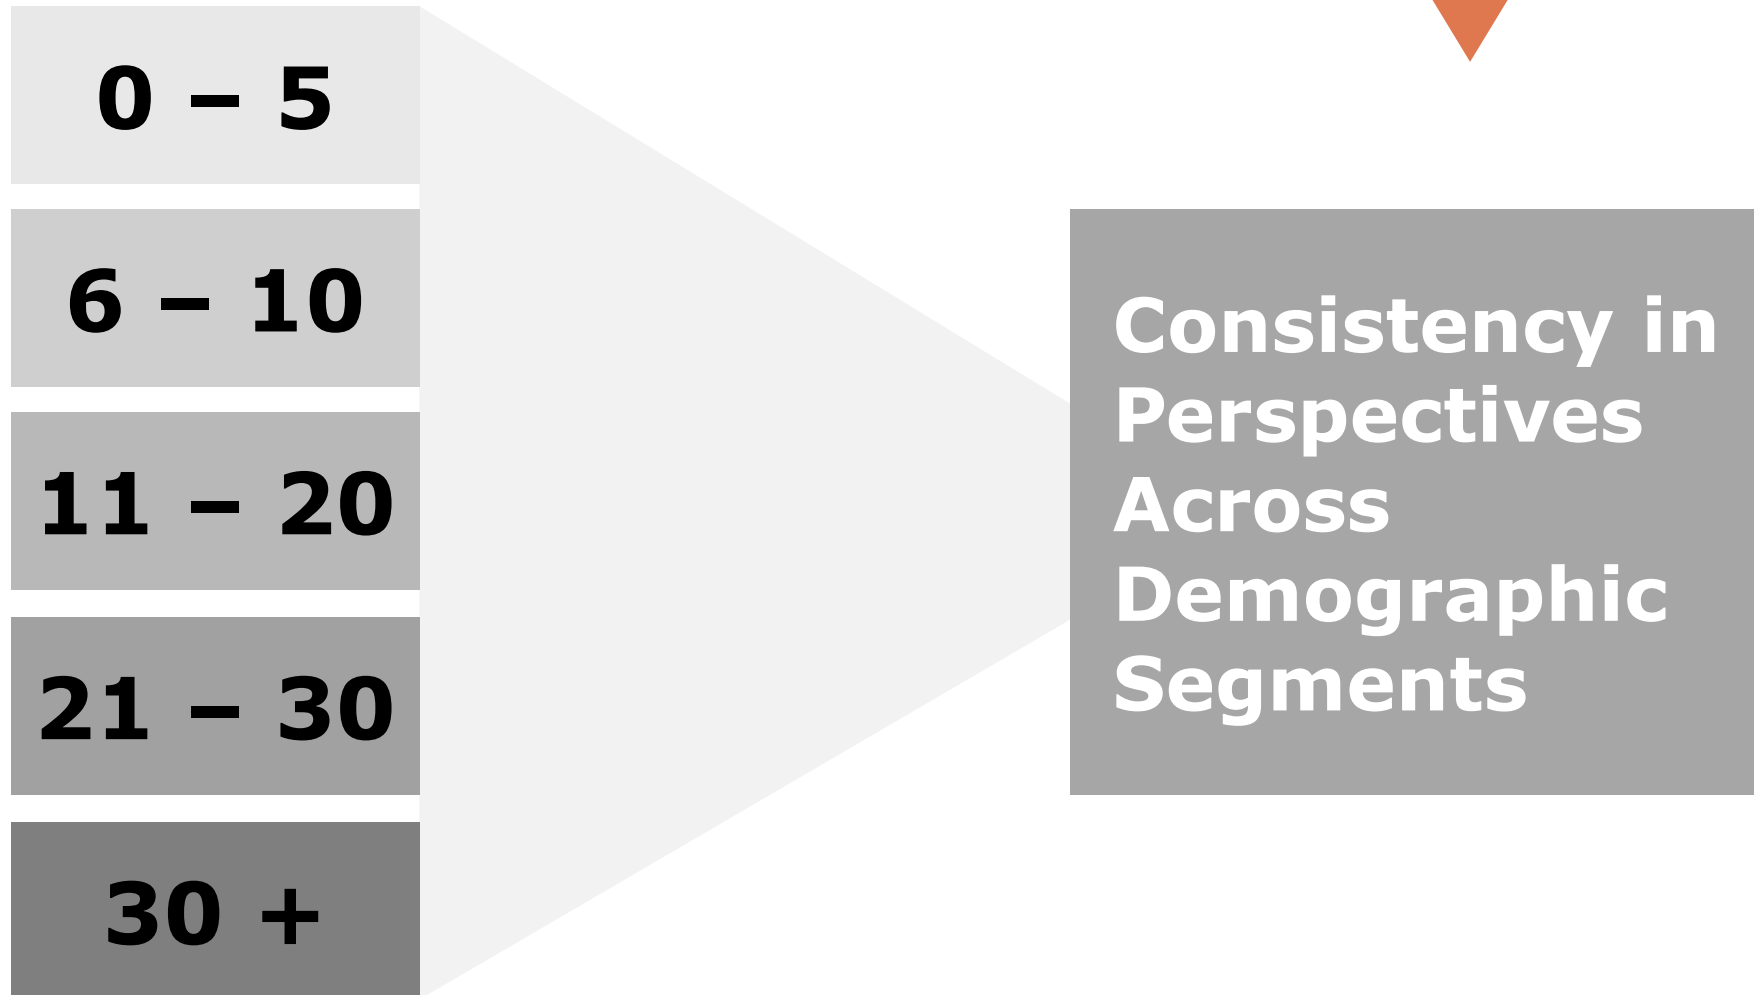 0 – 5
6 – 10
11 – 20
21 – 30
30 +
Consistency in
Perspectives
Across
Demographic
Segments